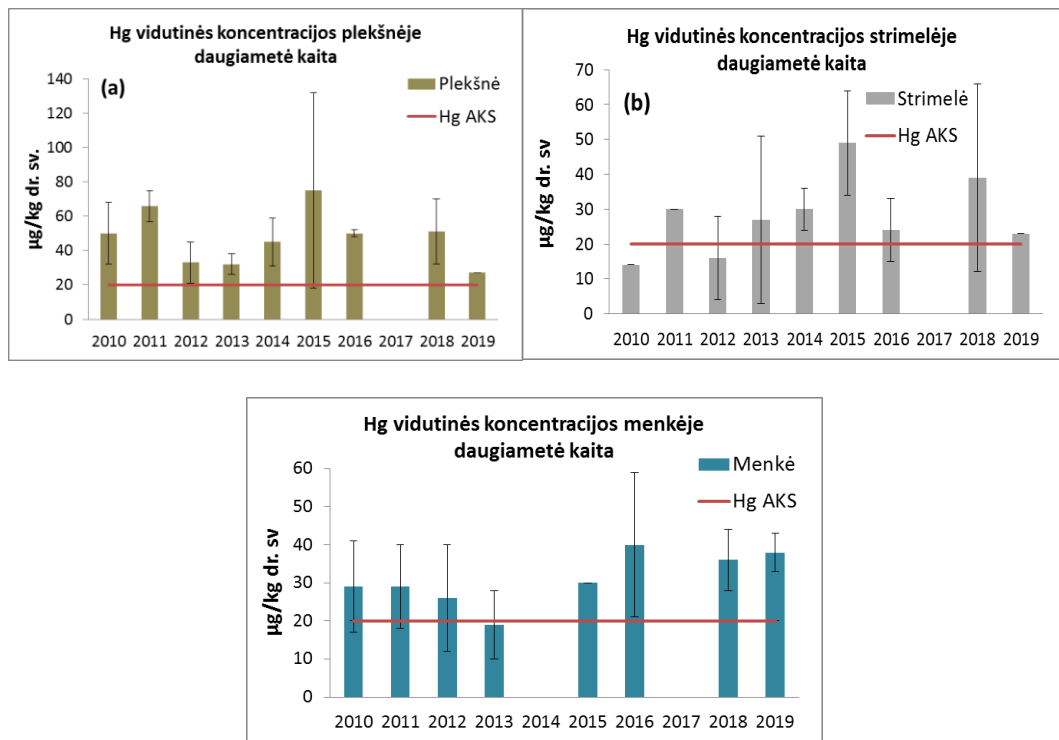 Hg vidutinės koncentracijos plekšnėje
daugiametė kaita
(a)
Plekšnė
Hg AKS
µg/kg dr. sv.
140
120
100
80
60
40
20
0
2010 2011 2012 2013 2014 2015 2016 2017 2018 2019
Hg vidutinės koncentracijos strimelėje
daugiametė kaita
(b)
Strimelė
Hg AKS
µg/kg dr. sv
70
60
50
40
30
20
10
0
2010 2011 2012 2013 2014 2015 2016 2017 2018 2019
Hg vidutinės koncentracijos menkėje
daugiametė kaita
Menkė
Hg AKS
µg/kg dr. sv
60
50
40
30
20
10
0
2010 2011 2012 2013 2014 2015 2016 2017 2018 2019